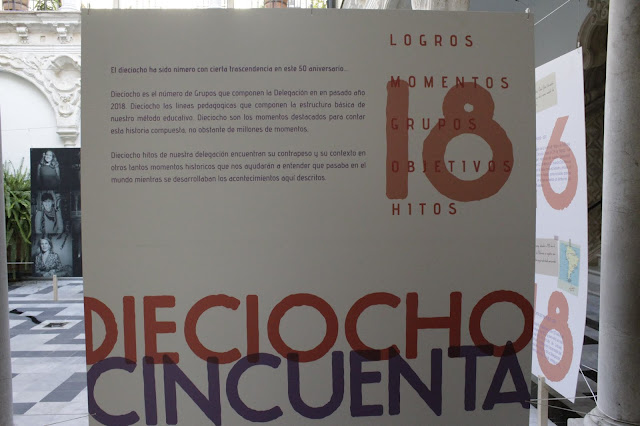 El dieciocho ha sido número con cierta trascendencia en este 50 aniversario...
Dieciocho es el número de Grupos que componen la Delegación en en pasado año
2018. Dieciocho las líneas pedagógicas que componen la estructura básica de
nuestro método educativo. Dieciocho son los momentos destacados para contar
esta historia compuesta, no obstante de millones de momentos.
Dieciocho hitos de nuestra delegación encuentran su contrapeso y su contexto en
otros tantos momentos históricos que nos ayudarán a entender que pasaba en el
mundo mientras se desarrollaban los acontecimientos aquí descritos.
LOGROS
MOMENTOS
GRUPOS
OBJETIVOS
HITOS
18
DIECIOCHO
CINCUENTA
6
18